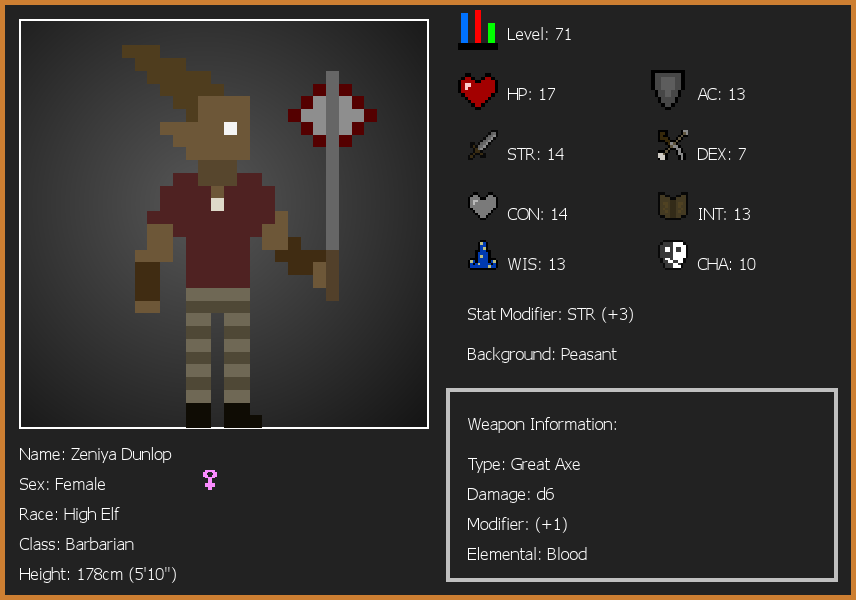 Level: 71
HP: 17
AC: 13
STR: 14
DEX: 7
CON: 14
INT: 13
WIS: 13
CHA: 10
Stat Modifier: STR (+3)
Background: Peasant
Weapon Information:
Type: Great Axe
Damage: d6
Modifier: (+1)
Elemental: Blood
Name: Zeniya Dunlop
Sex: Female
Race: High Elf
Class: Barbarian
Height: 178cm (5'10")